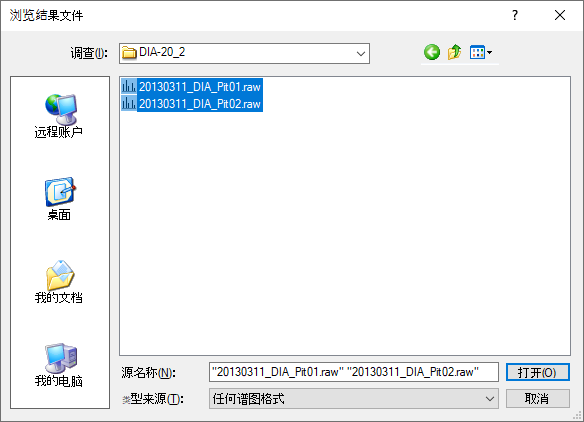 浏览结果文件
调查(I):
DIA-20_2
20130311_DIA_Pit01.raw
20130311_DIA_Pit02.raw
远程账户
桌面
我的文档
我的电脑
源名称(N):
"20130311_DIA_Pit01.raw" "20130311_DIA_Pit02.raw"
打开(O)
类型来源(T):
任何谱图格式
取消